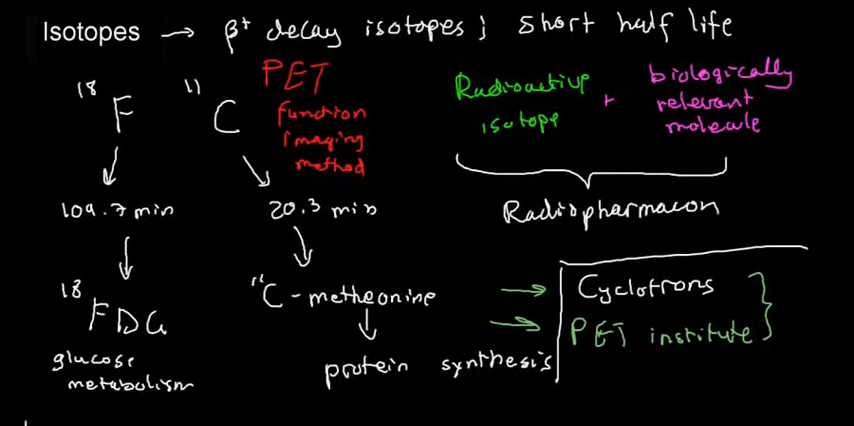 Isotopes → β+ decay isotopes; short half life
18F 11C
PET
function
imaging
method
Radioactive
isotope
+
biologically
relevant
molecule
Radiopharmacon
109.7 min 20.3 min
18FDG
glucose
metabolism
11C-metheonine
protein synthesis
→ Cyclotrons
→ PET institute